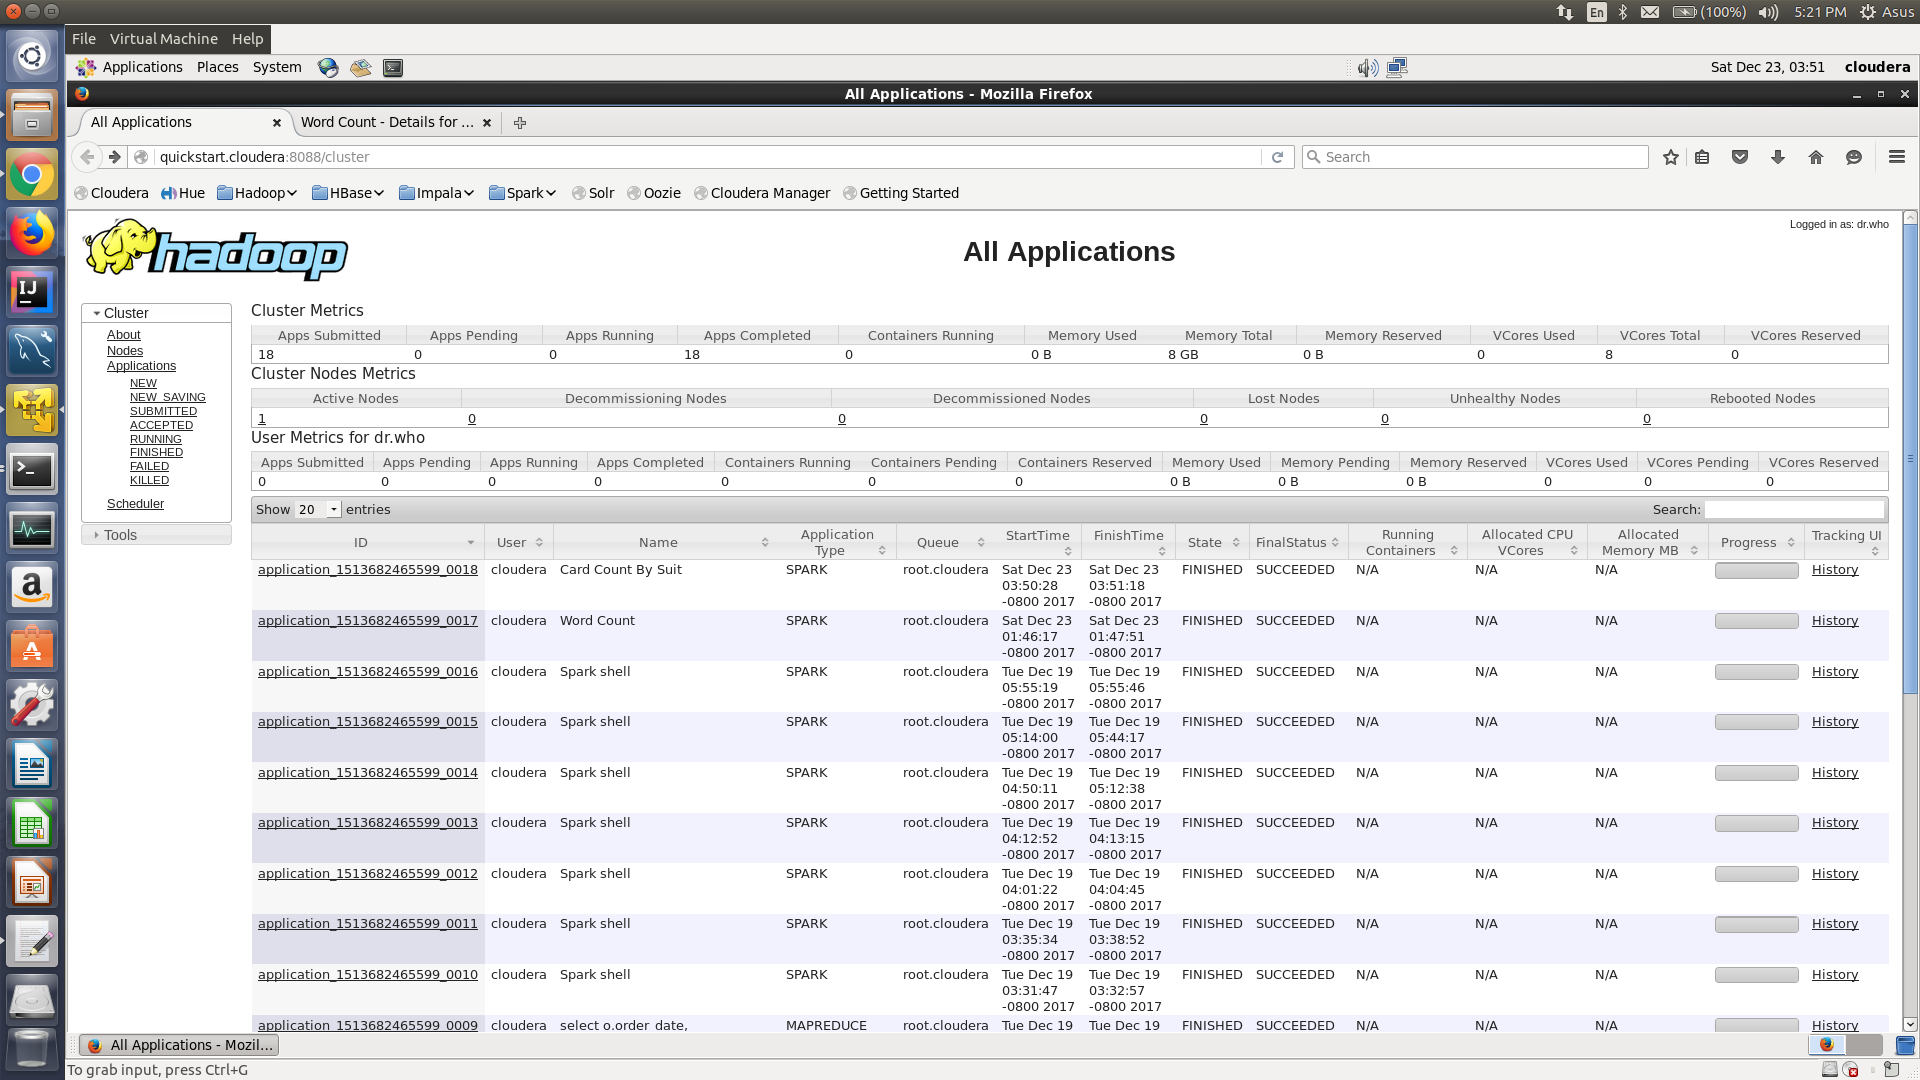 En (100%) 5:21 PM Asus
File Virtual Machine Help
Applications Places System Sat Dec 23, 03:51 cloudera
All Applications - Mozilla Firefox
All Applications Word Count - Details for ...
quickstart.cloudera:8088/cluster Search
Cloudera Hue Hadoop HBase Impala Spark Solr Oozie Cloudera Manager Getting Started
Logged in as: dr.who
hadoop All Applications
Cluster
About
Nodes
Applications
NEW
NEW_SAVING
SUBMITTED
ACCEPTED
RUNNING
FINISHED
FAILED
KILLED
Scheduler
Tools
Cluster Metrics
Apps Submitted Apps Pending Apps Running Apps Completed Containers Running Memory Used Memory Total Memory Reserved VCores Used VCores Total VCores Reserved
18 0 0 18 0 0 B 8 GB 0 B 0 8 0
Cluster Nodes Metrics
Active Nodes Decommissioning Nodes Decommissioned Nodes Lost Nodes Unhealthy Nodes Rebooted Nodes
1 0 0 0 0 0
User Metrics for dr.who
Apps Submitted Apps Pending Apps Running Apps Completed Containers Running Containers Pending Containers Reserved Memory Used Memory Pending Memory Reserved VCores Used VCores Pending VCores Reserved
0 0 0 0 0 0 0 0 B 0 B 0 B 0 0 0
Show 20 entries Search:
ID User Name Application Type Queue StartTime FinishTime State FinalStatus Running Containers Allocated CPU VCores Allocated Memory MB Progress Tracking UI
application_1513682465599_0018 cloudera Card Count By Suit SPARK root.cloudera Sat Dec 23 Sat Dec 23 FINISHED SUCCEEDED N/A N/A N/A History
03:50:28 03:51:18
-0800 2017 -0800 2017
application_1513682465599_0017 cloudera Word Count SPARK root.cloudera Sat Dec 23 Sat Dec 23 FINISHED SUCCEEDED N/A N/A N/A History
01:46:17 01:47:51
-0800 2017 -0800 2017
application_1513682465599_0016 cloudera Spark shell SPARK root.cloudera Tue Dec 19 Tue Dec 19 FINISHED SUCCEEDED N/A N/A N/A History
05:55:19 05:55:46
-0800 2017 -0800 2017
application_1513682465599_0015 cloudera Spark shell SPARK root.cloudera Tue Dec 19 Tue Dec 19 FINISHED SUCCEEDED N/A N/A N/A History
05:14:00 05:44:17
-0800 2017 -0800 2017
application_1513682465599_0014 cloudera Spark shell SPARK root.cloudera Tue Dec 19 Tue Dec 19 FINISHED SUCCEEDED N/A N/A N/A History
04:50:11 05:12:38
-0800 2017 -0800 2017
application_1513682465599_0013 cloudera Spark shell SPARK root.cloudera Tue Dec 19 Tue Dec 19 FINISHED SUCCEEDED N/A N/A N/A History
04:12:52 04:13:15
-0800 2017 -0800 2017
application_1513682465599_0012 cloudera Spark shell SPARK root.cloudera Tue Dec 19 Tue Dec 19 FINISHED SUCCEEDED N/A N/A N/A History
04:01:22 04:04:45
-0800 2017 -0800 2017
application_1513682465599_0011 cloudera Spark shell SPARK root.cloudera Tue Dec 19 Tue Dec 19 FINISHED SUCCEEDED N/A N/A N/A History
03:35:34 03:38:52
-0800 2017 -0800 2017
application_1513682465599_0010 cloudera Spark shell SPARK root.cloudera Tue Dec 19 Tue Dec 19 FINISHED SUCCEEDED N/A N/A N/A History
03:31:47 03:32:57
-0800 2017 -0800 2017
application_1513682465599_0009 cloudera select o.order_date, MAPREDUCE root.cloudera Tue Dec 19 Tue Dec 19 FINISHED SUCCEEDED N/A N/A N/A History
All Applications - Mozil...
To grab input, press Ctrl+G